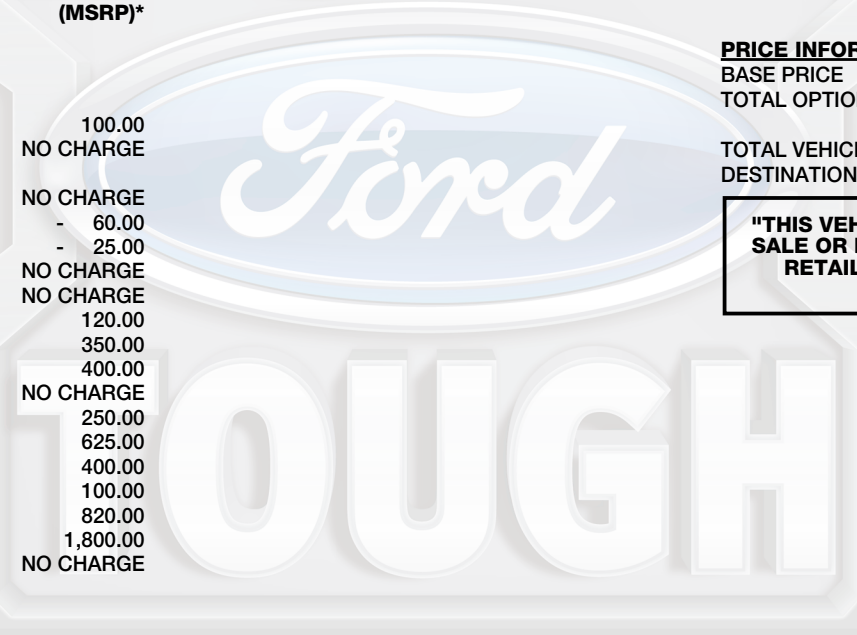 (MSRP)*
100.00
NO CHARGE
NO CHARGE
- 60.00
- 25.00
NO CHARGE
NO CHARGE
120.00
350.00
400.00
NO CHARGE
250.00
625.00
400.00
100.00
820.00
1,800.00
NO CHARGE
PRICE INFOR
BASE PRICE
TOTAL OPTIO
TOTAL VEHICL
DESTINATION
"THIS VEH
SALE OR
RETAIL
Ford
TOUGH